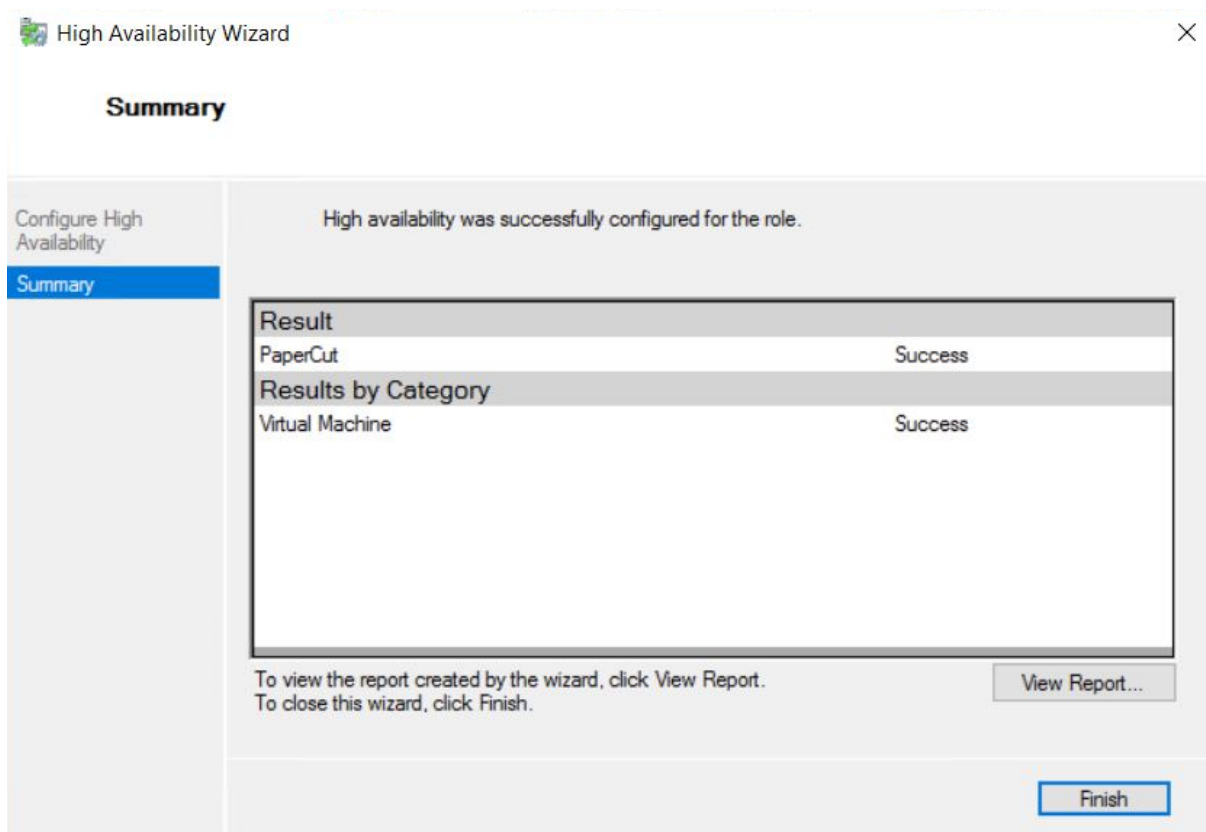 High Availability Wizard
Summary
Configure High
Availability
Summary
High availability was successfully configured for the role.
Result
PaperCut Success
Results by Category
Virtual Machine Success
To view the report created by the wizard, click View Report.
To close this wizard, click Finish.
View Report...
Finish